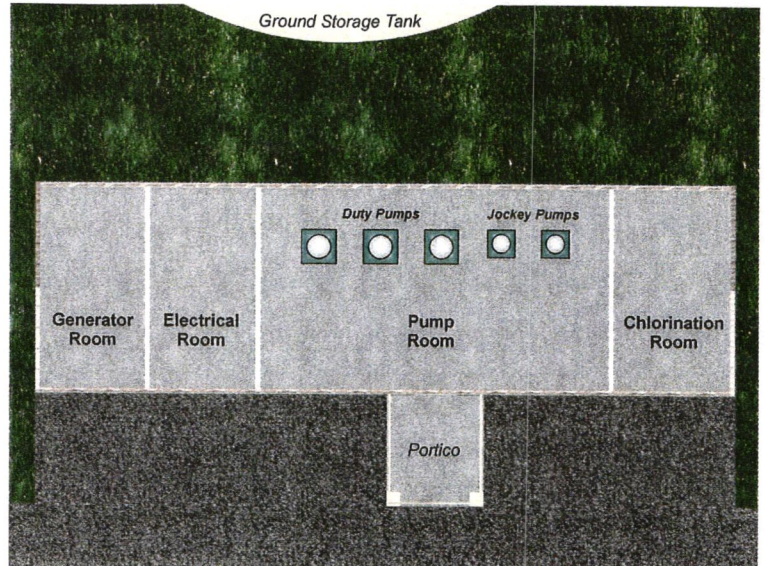 Ground Storage Tank
Duty Pumps
Jockey Pumps
Generator
Room
Electrical
Room
Pump
Room
Chlorination
Room
Portico